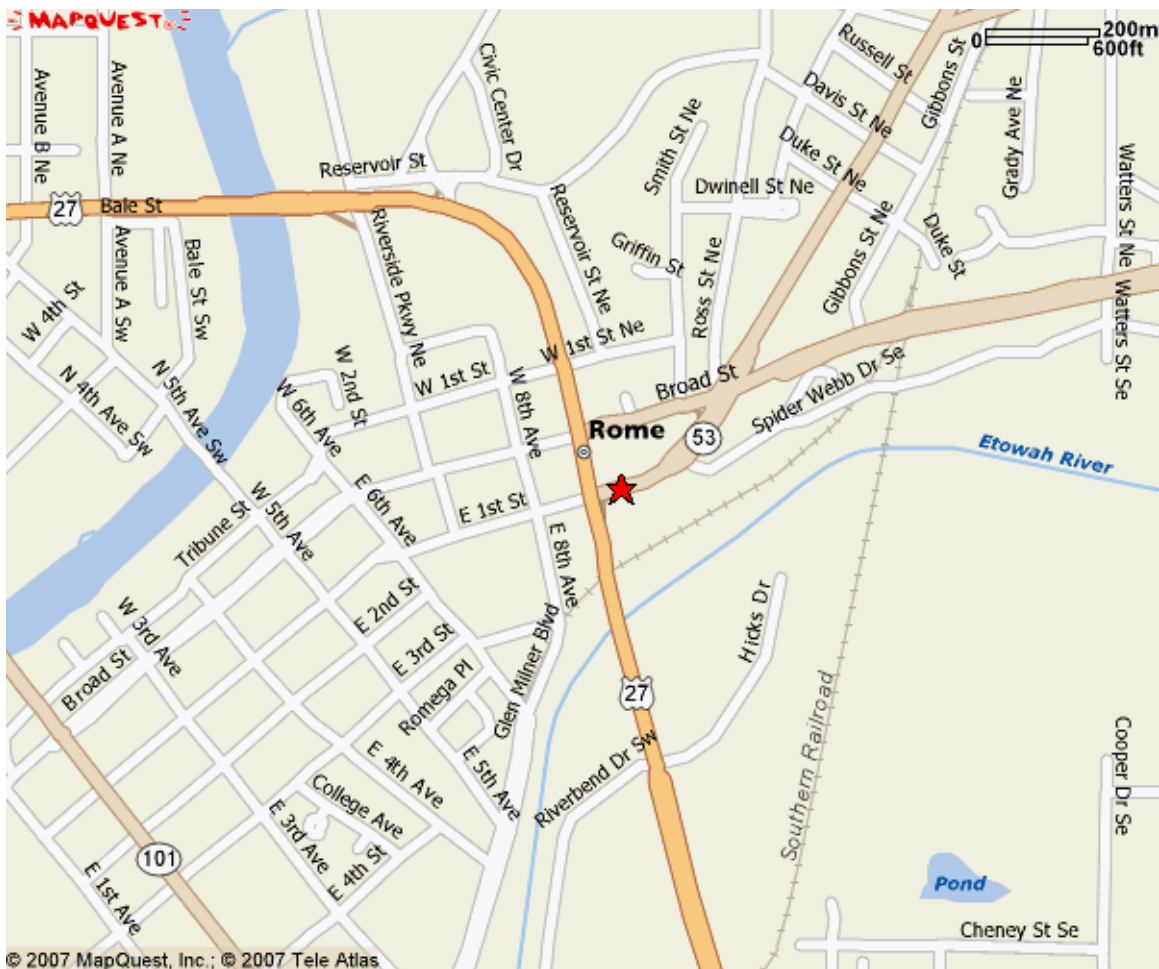 MAPQUEST
0 200m
600ft
Russell St
Gibbons St
Civic Center Dr
Avenue B Ne
Avenue A Ne
Davis St Ne
Grady Ave Ne
Smith St Ne
Duke St Ne
Watters St Ne
Reservoir St
Dwinell St Ne
27
Bale St
Riverside Pkwy Ne
Reservoir St Ne
Griffin St
Ross St Ne
Gibbons St Ne
Duke St
Avenue A Sw
Bale St Sw
W 4th St
W 1st St Ne
Watters St Se
N 4th Ave Sw
N 5th Ave Sw
W 6th Ave
W 2nd St
W 1st St
W 8th Ave
Broad St
Spider Webb Dr Se
Rome
53
Etowah River
Tribune St
W 5th Ave
E 6th Ave
E 1st St
E 8th Ave
W 3rd Ave
E 2nd St
E 3rd St
Hicks Dr
Broad St
Romega Pl
Glen Milner Blvd
27
Riverbend Dr Sw
Southern Railroad
Cooper Dr Se
E 4th Ave
E 5th Ave
College Ave
101
E 3rd Ave
E 4th St
E 1st Ave
Pond
Cheney St Se
© 2007 MapQuest, Inc.; © 2007 Tele Atlas